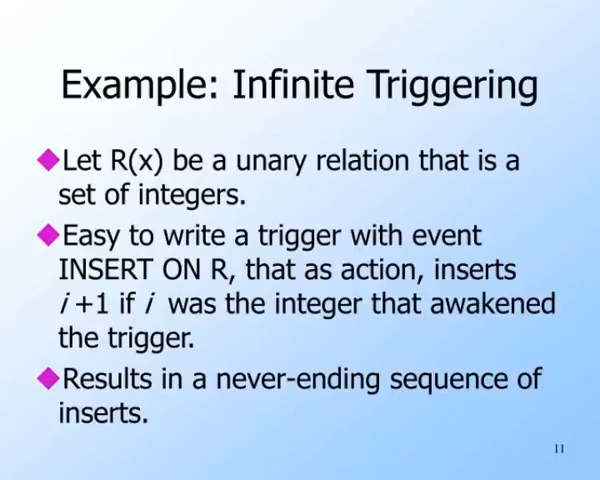 Example: Infinite Triggering
Let R(x) be a unary relation that is a
set of integers.
Easy to write a trigger with event
INSERT ON R, that as action, inserts
i +1 if i was the integer that awakened
the trigger.
Results in a never-ending sequence of
inserts.
11